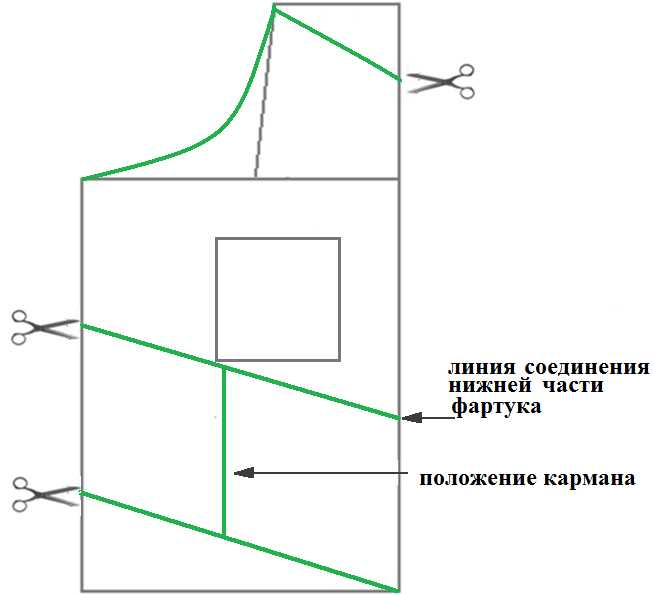 линия соединения
нижней части
фартука
положение кармана